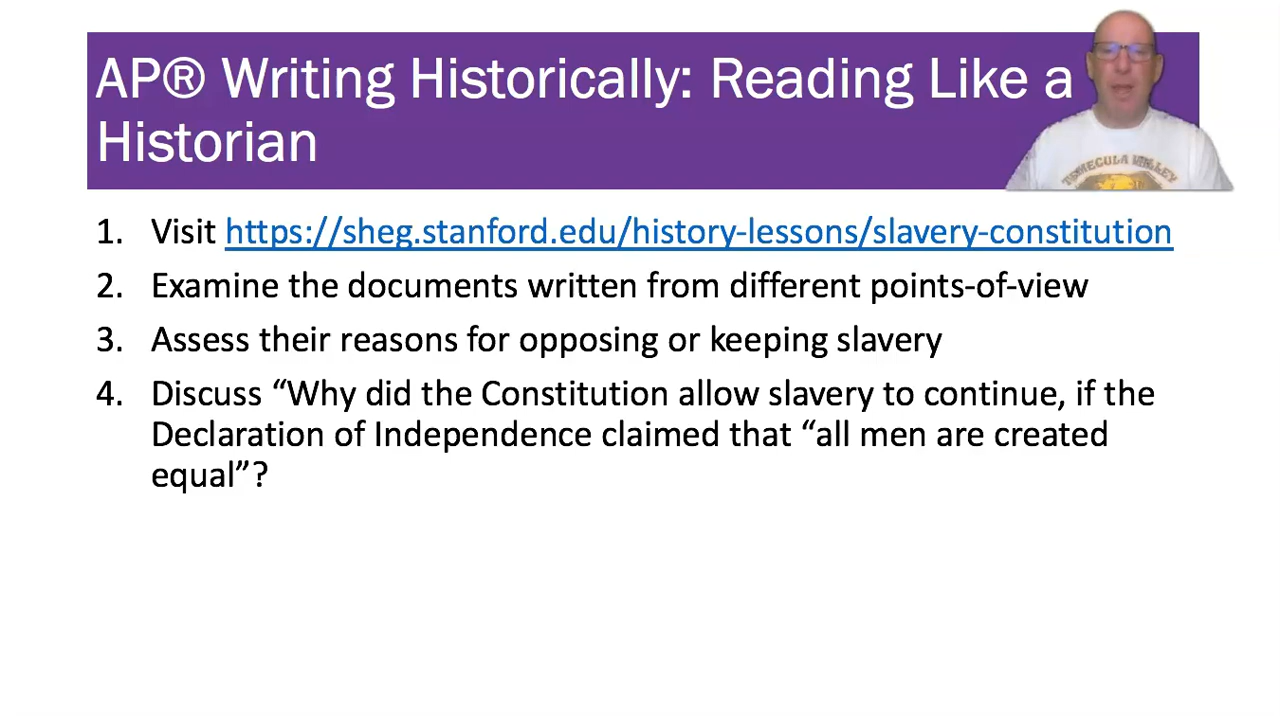 AP® Writing Historically: Reading Like a
Historian
TEMECULA VALLEY
1. Visit https://sheg.stanford.edu/history-lessons/slavery-constitution
2. Examine the documents written from different points-of-view
3. Assess their reasons for opposing or keeping slavery
4. Discuss “Why did the Constitution allow slavery to continue, if the
Declaration of Independence claimed that “all men are created
equal”?